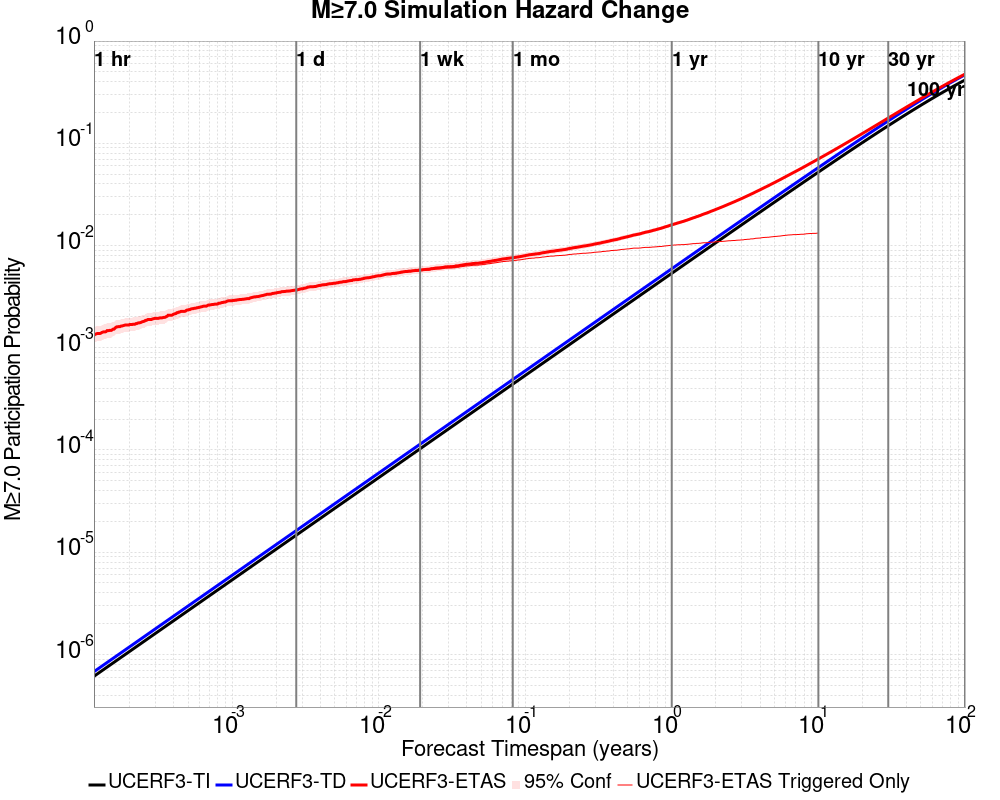 M≥7.0 Simulation Hazard Change
10^0
10^-1
10^-2
10^-3
10^-4
10^-5
10^-6
M≥7.0 Participation Probability
1 hr
1 d
1 wk
1 mo
1 yr
10 yr
30 yr
100 yr
10^-3
10^-2
10^-1
10^0
10^1
10^2
Forecast Timespan (years)
UCERF3-TI UCERF3-TD UCERF3-ETAS 95% Conf UCERF3-ETAS Triggered Only